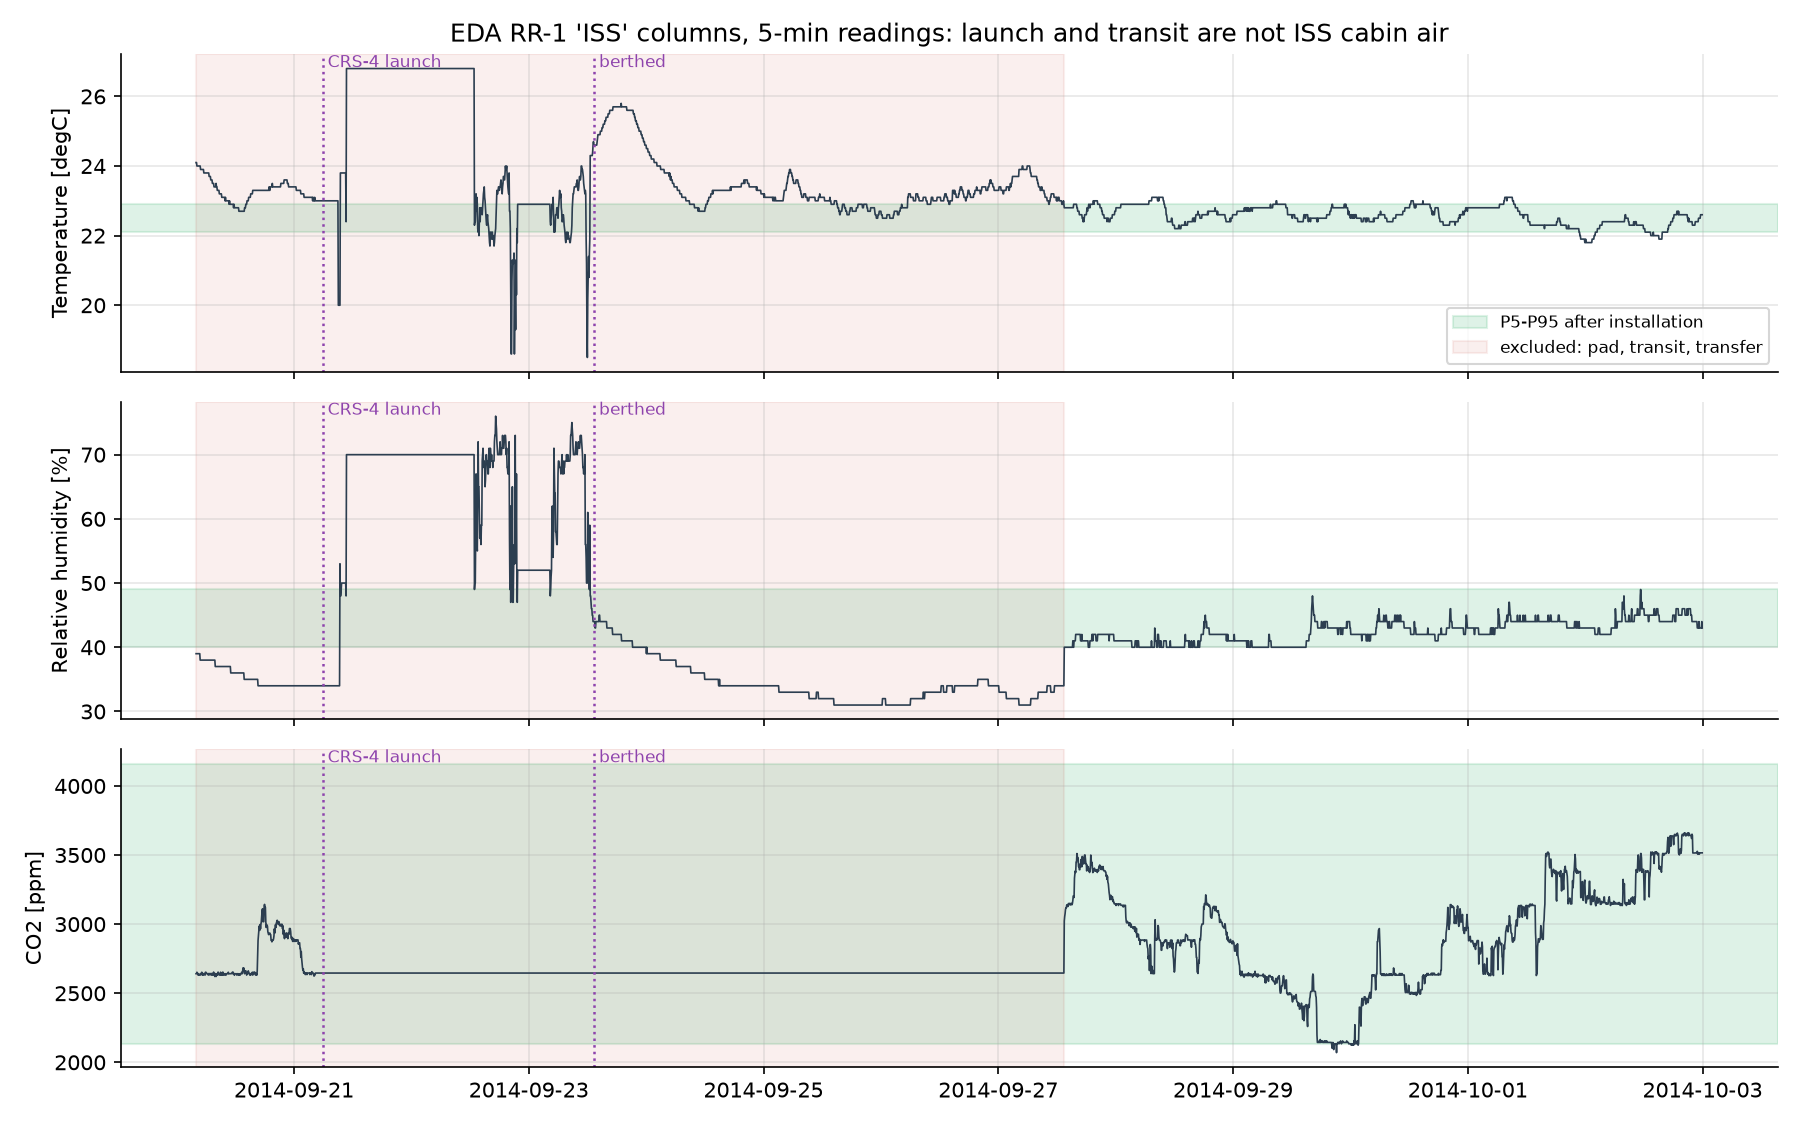 EDA RR-1 'ISS' columns, 5-min readings: launch and transit are not ISS cabin air
CRS-4 launch
berthed
Temperature [degC]
26
24
22
20
P5-P95 after installation
excluded: pad, transit, transfer
CRS-4 launch
berthed
Relative humidity [%]
70
60
50
40
30
CRS-4 launch
berthed
CO2 [ppm]
4000
3500
3000
2500
2000
2014-09-21
2014-09-23
2014-09-25
2014-09-27
2014-09-29
2014-10-01
2014-10-03